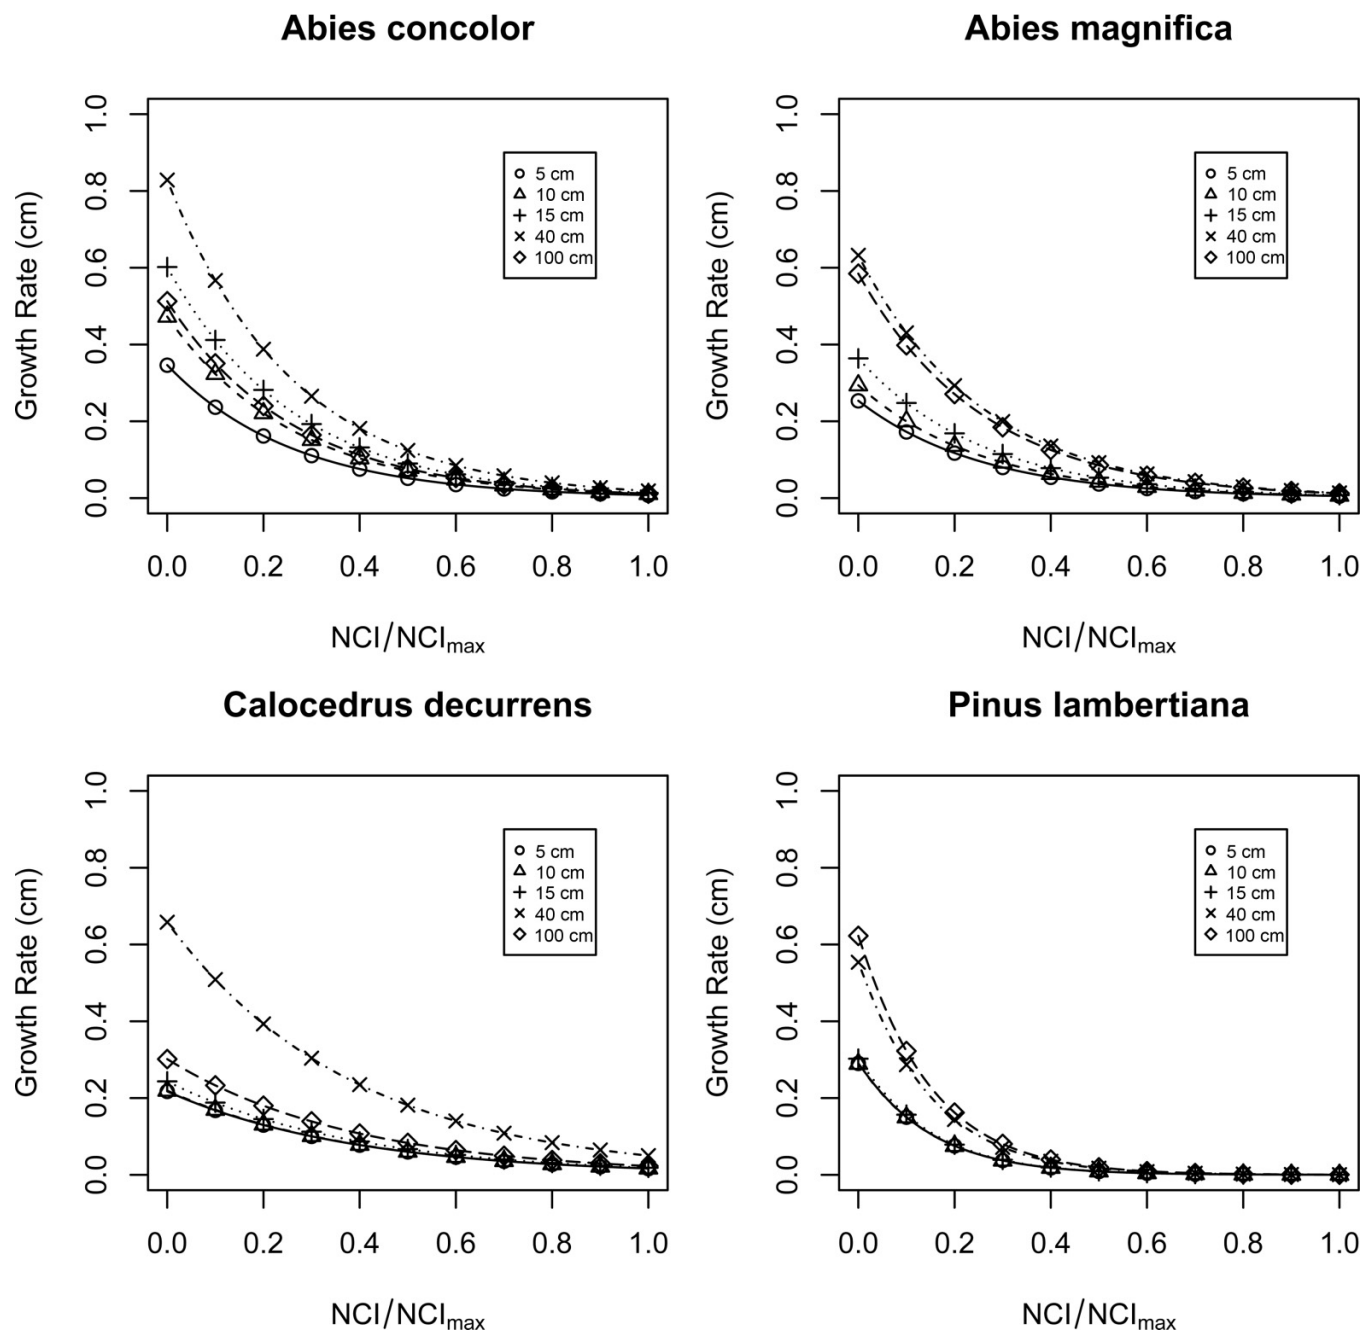 Abies concolor
Growth Rate (cm)
1.0
0.8
0.6
0.4
0.2
0.0
5 cm
10 cm
15 cm
40 cm
100 cm
0.0 0.2 0.4 0.6 0.8 1.0
NCI/NCImax
Abies magnifica
Growth Rate (cm)
1.0
0.8
0.6
0.4
0.2
0.0
5 cm
10 cm
15 cm
40 cm
100 cm
0.0 0.2 0.4 0.6 0.8 1.0
NCI/NCImax
Calocedrus decurrens
Growth Rate (cm)
1.0
0.8
0.6
0.4
0.2
0.0
5 cm
10 cm
15 cm
40 cm
100 cm
0.0 0.2 0.4 0.6 0.8 1.0
NCI/NCImax
Pinus lambertiana
Growth Rate (cm)
1.0
0.8
0.6
0.4
0.2
0.0
5 cm
10 cm
15 cm
40 cm
100 cm
0.0 0.2 0.4 0.6 0.8 1.0
NCI/NCImax